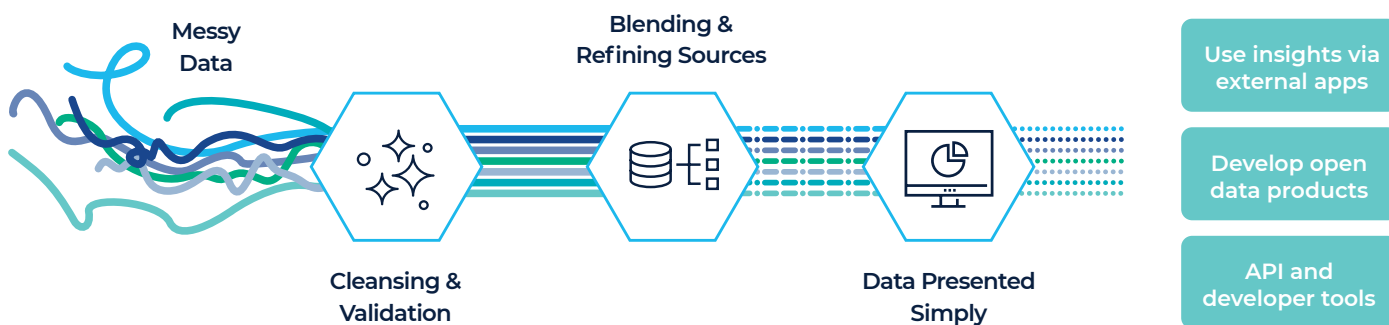 Messy
Data
Cleansing &
Validation
Blending &
Refining Sources
Data Presented
Simply
Use insights via
external apps
Develop open
data products
API and
developer tools